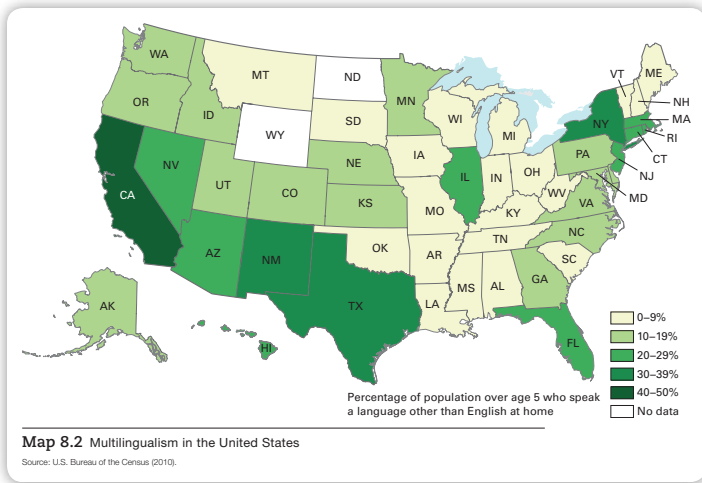 WA
MT
ND
MN
VT
ME
OR
ID
SD
WI
MI
NY
NH
MA
RI
CT
NJ
WY
IA
PA
NV
NE
IL
IN
OH
MD
UT
CO
KS
MO
WV
VA
CA
KY
NC
AZ
NM
OK
AR
TN
SC
AK
TX
LA
MS
AL
GA
HI
FL
0–9%
10–19%
20–29%
30–39%
40–50%
No data
Percentage of population over age 5 who speak
a language other than English at home
Map 8.2 Multilingualism in the United States
Source: U.S. Bureau of the Census (2010).